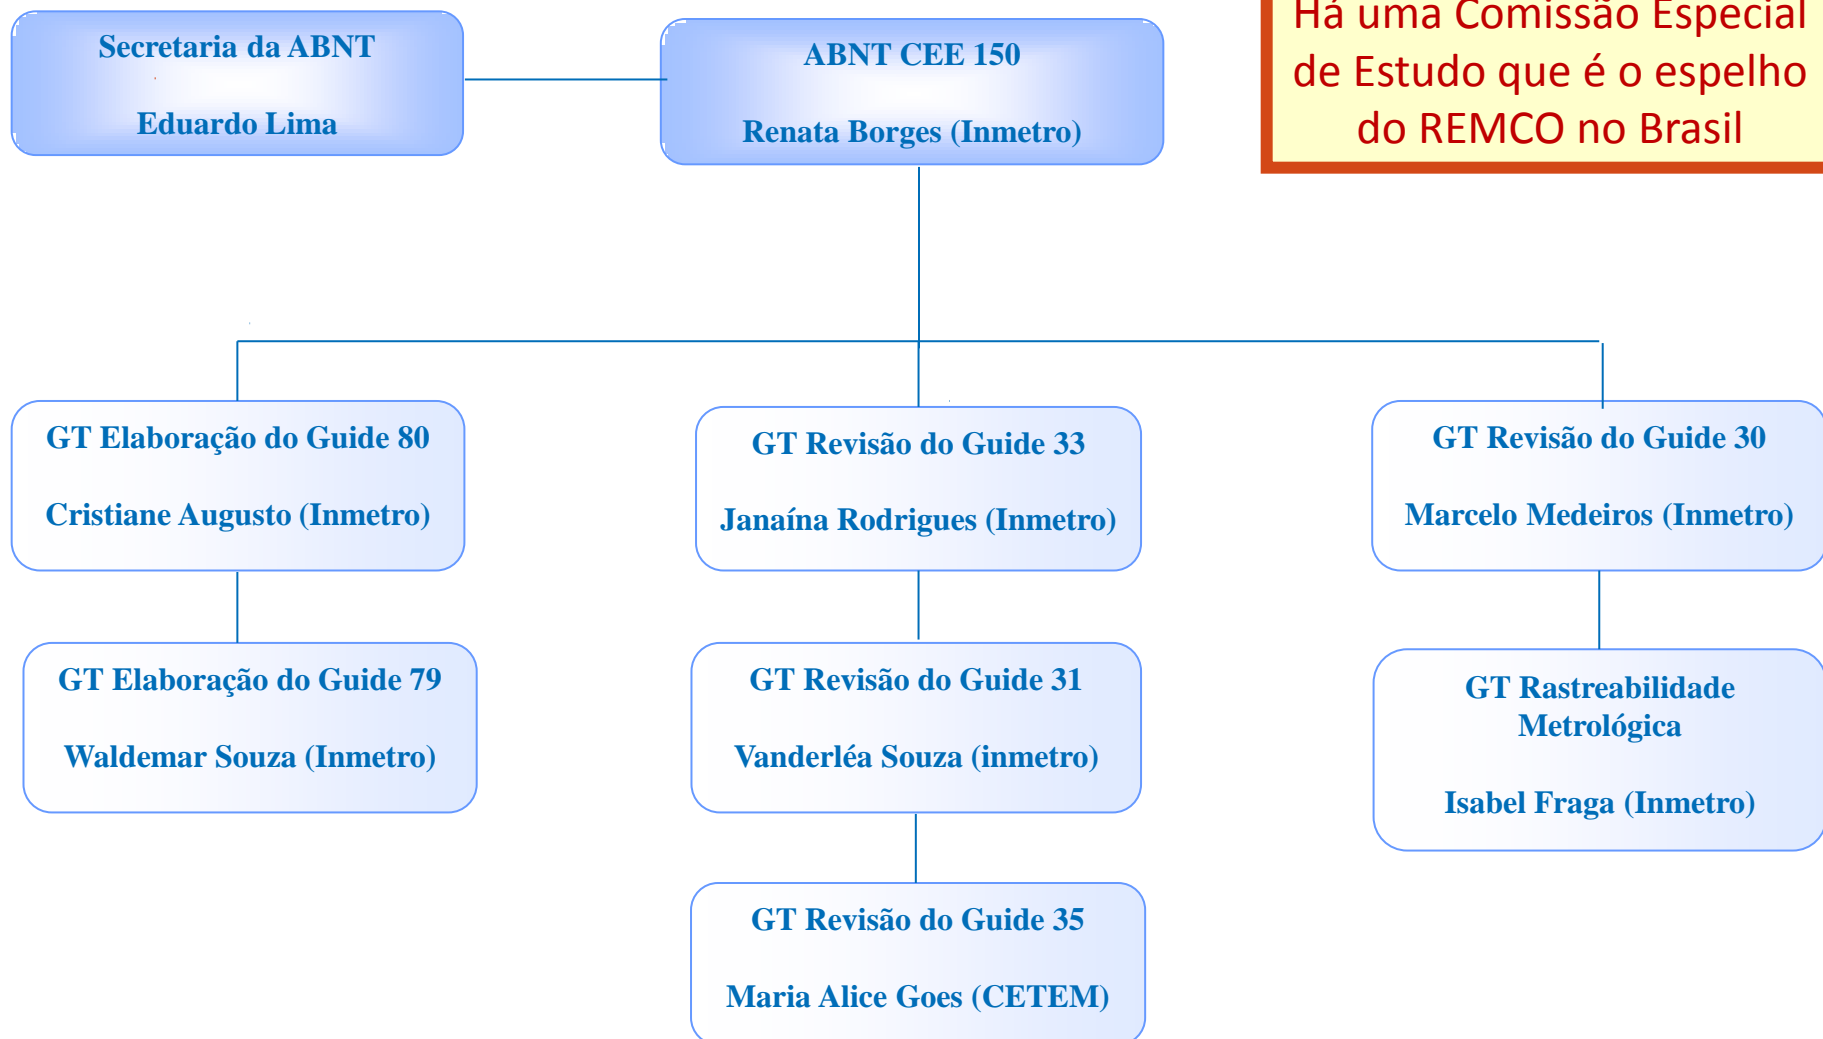 Secretaria da ABNT
Eduardo Lima
ABNT CEE 150
Renata Borges (Inmetro)
Há uma Comissão Especial
de Estudo que é o espelho
do REMCO no Brasil
GT Elaboração do Guide 80
Cristiane Augusto (Inmetro)
GT Revisão do Guide 33
Janaína Rodrigues (Inmetro)
GT Revisão do Guide 30
Marcelo Medeiros (Inmetro)
GT Elaboração do Guide 79
Waldemar Souza (Inmetro)
GT Revisão do Guide 31
Vanderléa Souza (inmetro)
GT Rastreabilidade
Metrológica
Isabel Fraga (Inmetro)
GT Revisão do Guide 35
Maria Alice Goes (CETEM)